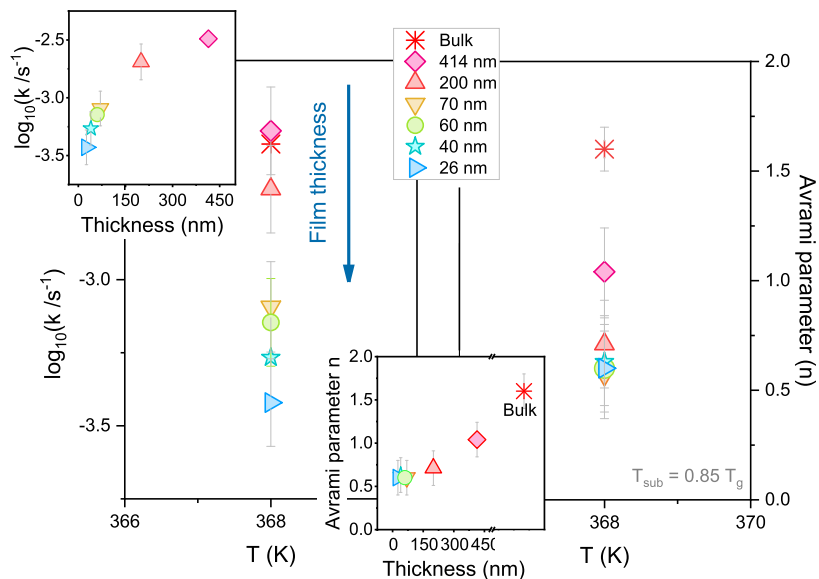 -2.5
-3.0
-3.5
log₁₀(k /s⁻¹)
0 150 300 450
Thickness (nm)
Bulk
414 nm
200 nm
70 nm
60 nm
40 nm
26 nm
Film thickness
-3.0
-3.5
log₁₀(k /s⁻¹)
366 368
T (K)
2.0
1.5
1.0
0.5
0.0
Avrami parameter (n)
2.0
1.5
1.0
0.5
0.0
Avrami parameter n
Bulk
0 150 300 450
Thickness (nm)
T_sub = 0.85 T_g
368 370
T (K)